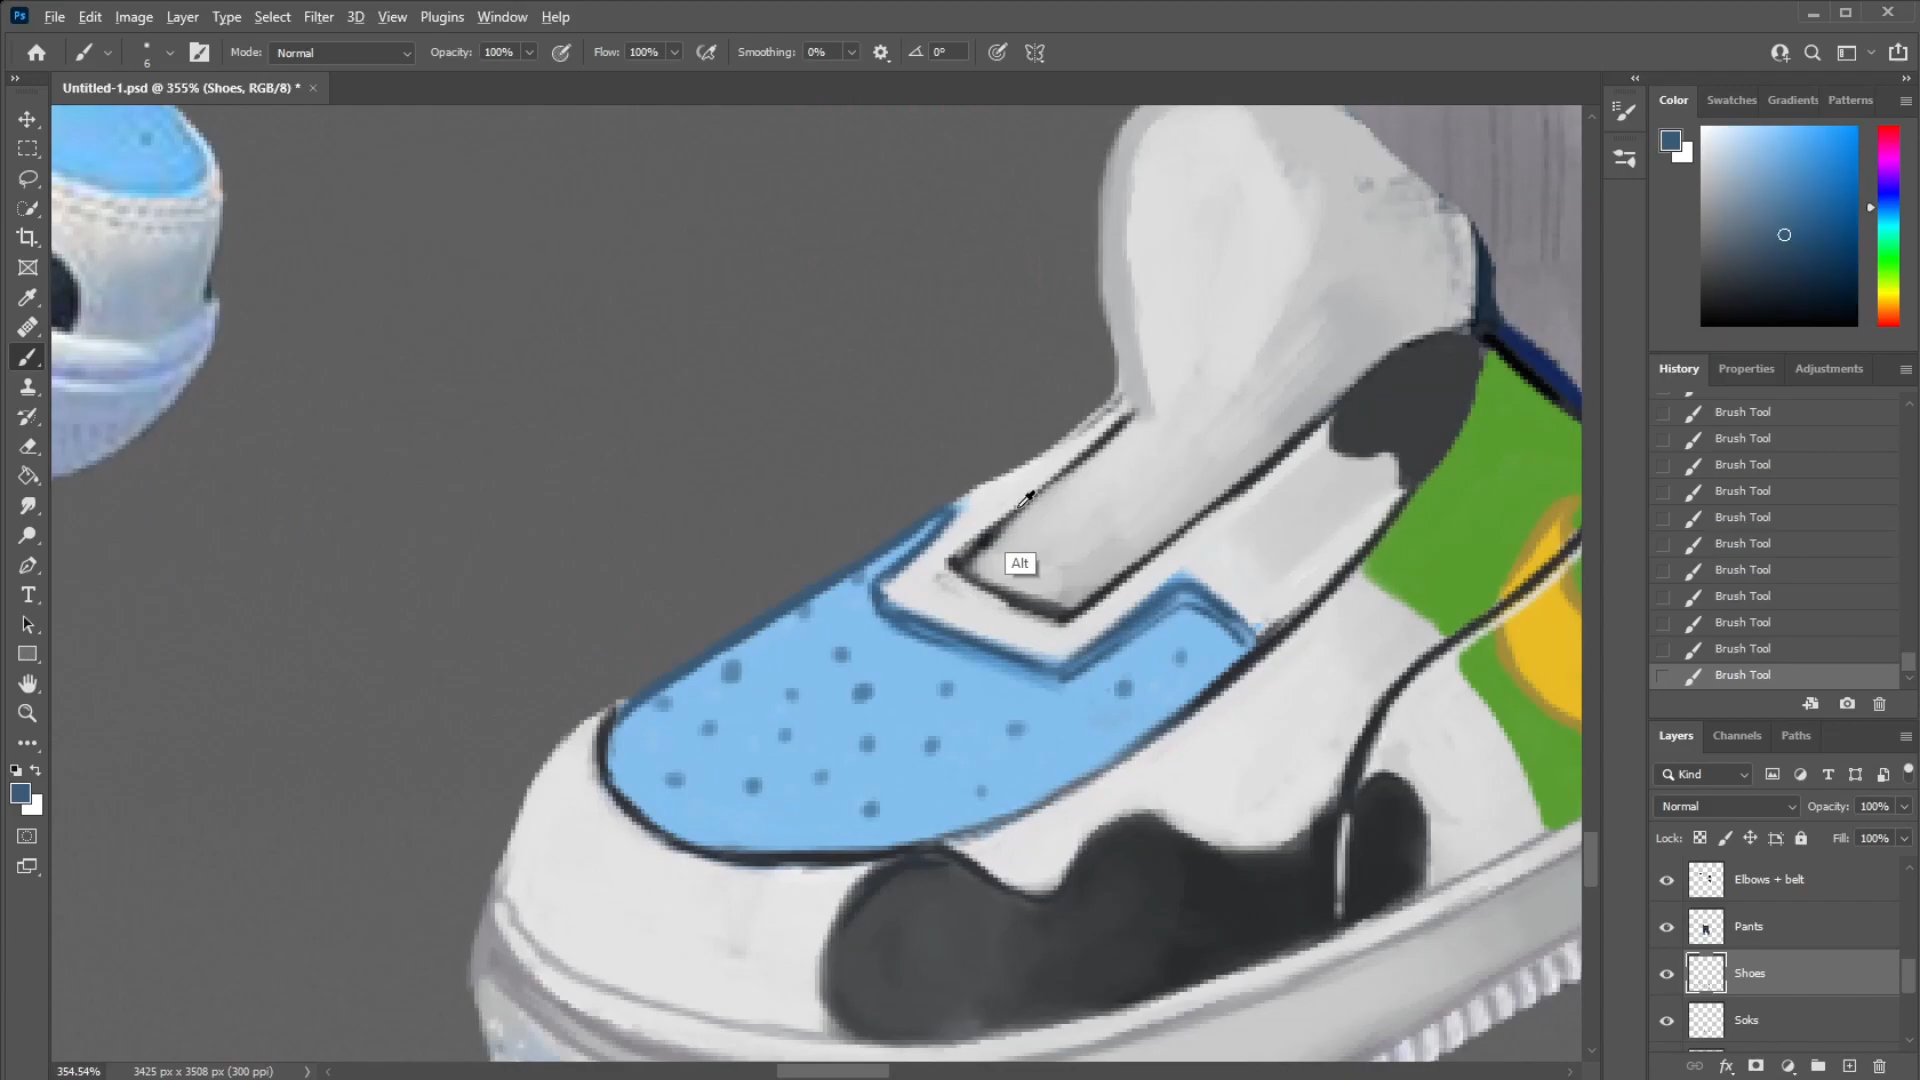 Ps File Edit Image Layer Type Select Filter 3D View Plugins Window Help
6 Mode: Normal Opacity: 100% Flow: 100% Smoothing: 0% 0°
Untitled-1.psd @ 355% (Shoes, RGB/8) *
Color Swatches Gradients Patterns
History Properties Adjustments
Brush Tool
Brush Tool
Brush Tool
Brush Tool
Brush Tool
Brush Tool
Brush Tool
Brush Tool
Brush Tool
Brush Tool
Brush Tool
Alt
Layers Channels Paths
Kind
Normal Opacity: 100%
Lock: Fill: 100%
Elbows + belt
Pants
Shoes
Soks
fx
354.54% 3425 px x 3508 px (300 ppi)